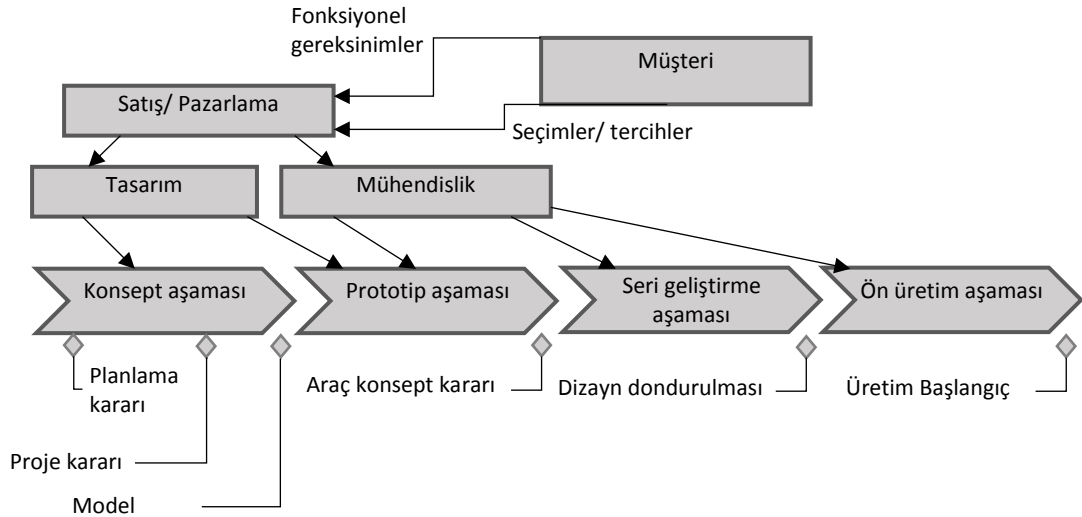 Fonksiyonel
gereksinimler
Müşteri
Satış/ Pazarlama
Seçimler/ tercihler
Tasarım
Mühendislik
Konsept aşaması
Prototip aşaması
Seri geliştirme
aşaması
Ön üretim aşaması
Planlama
kararı
Araç konsept kararı
Dizayn dondurulması
Üretim Başlangıç
Proje kararı
Model